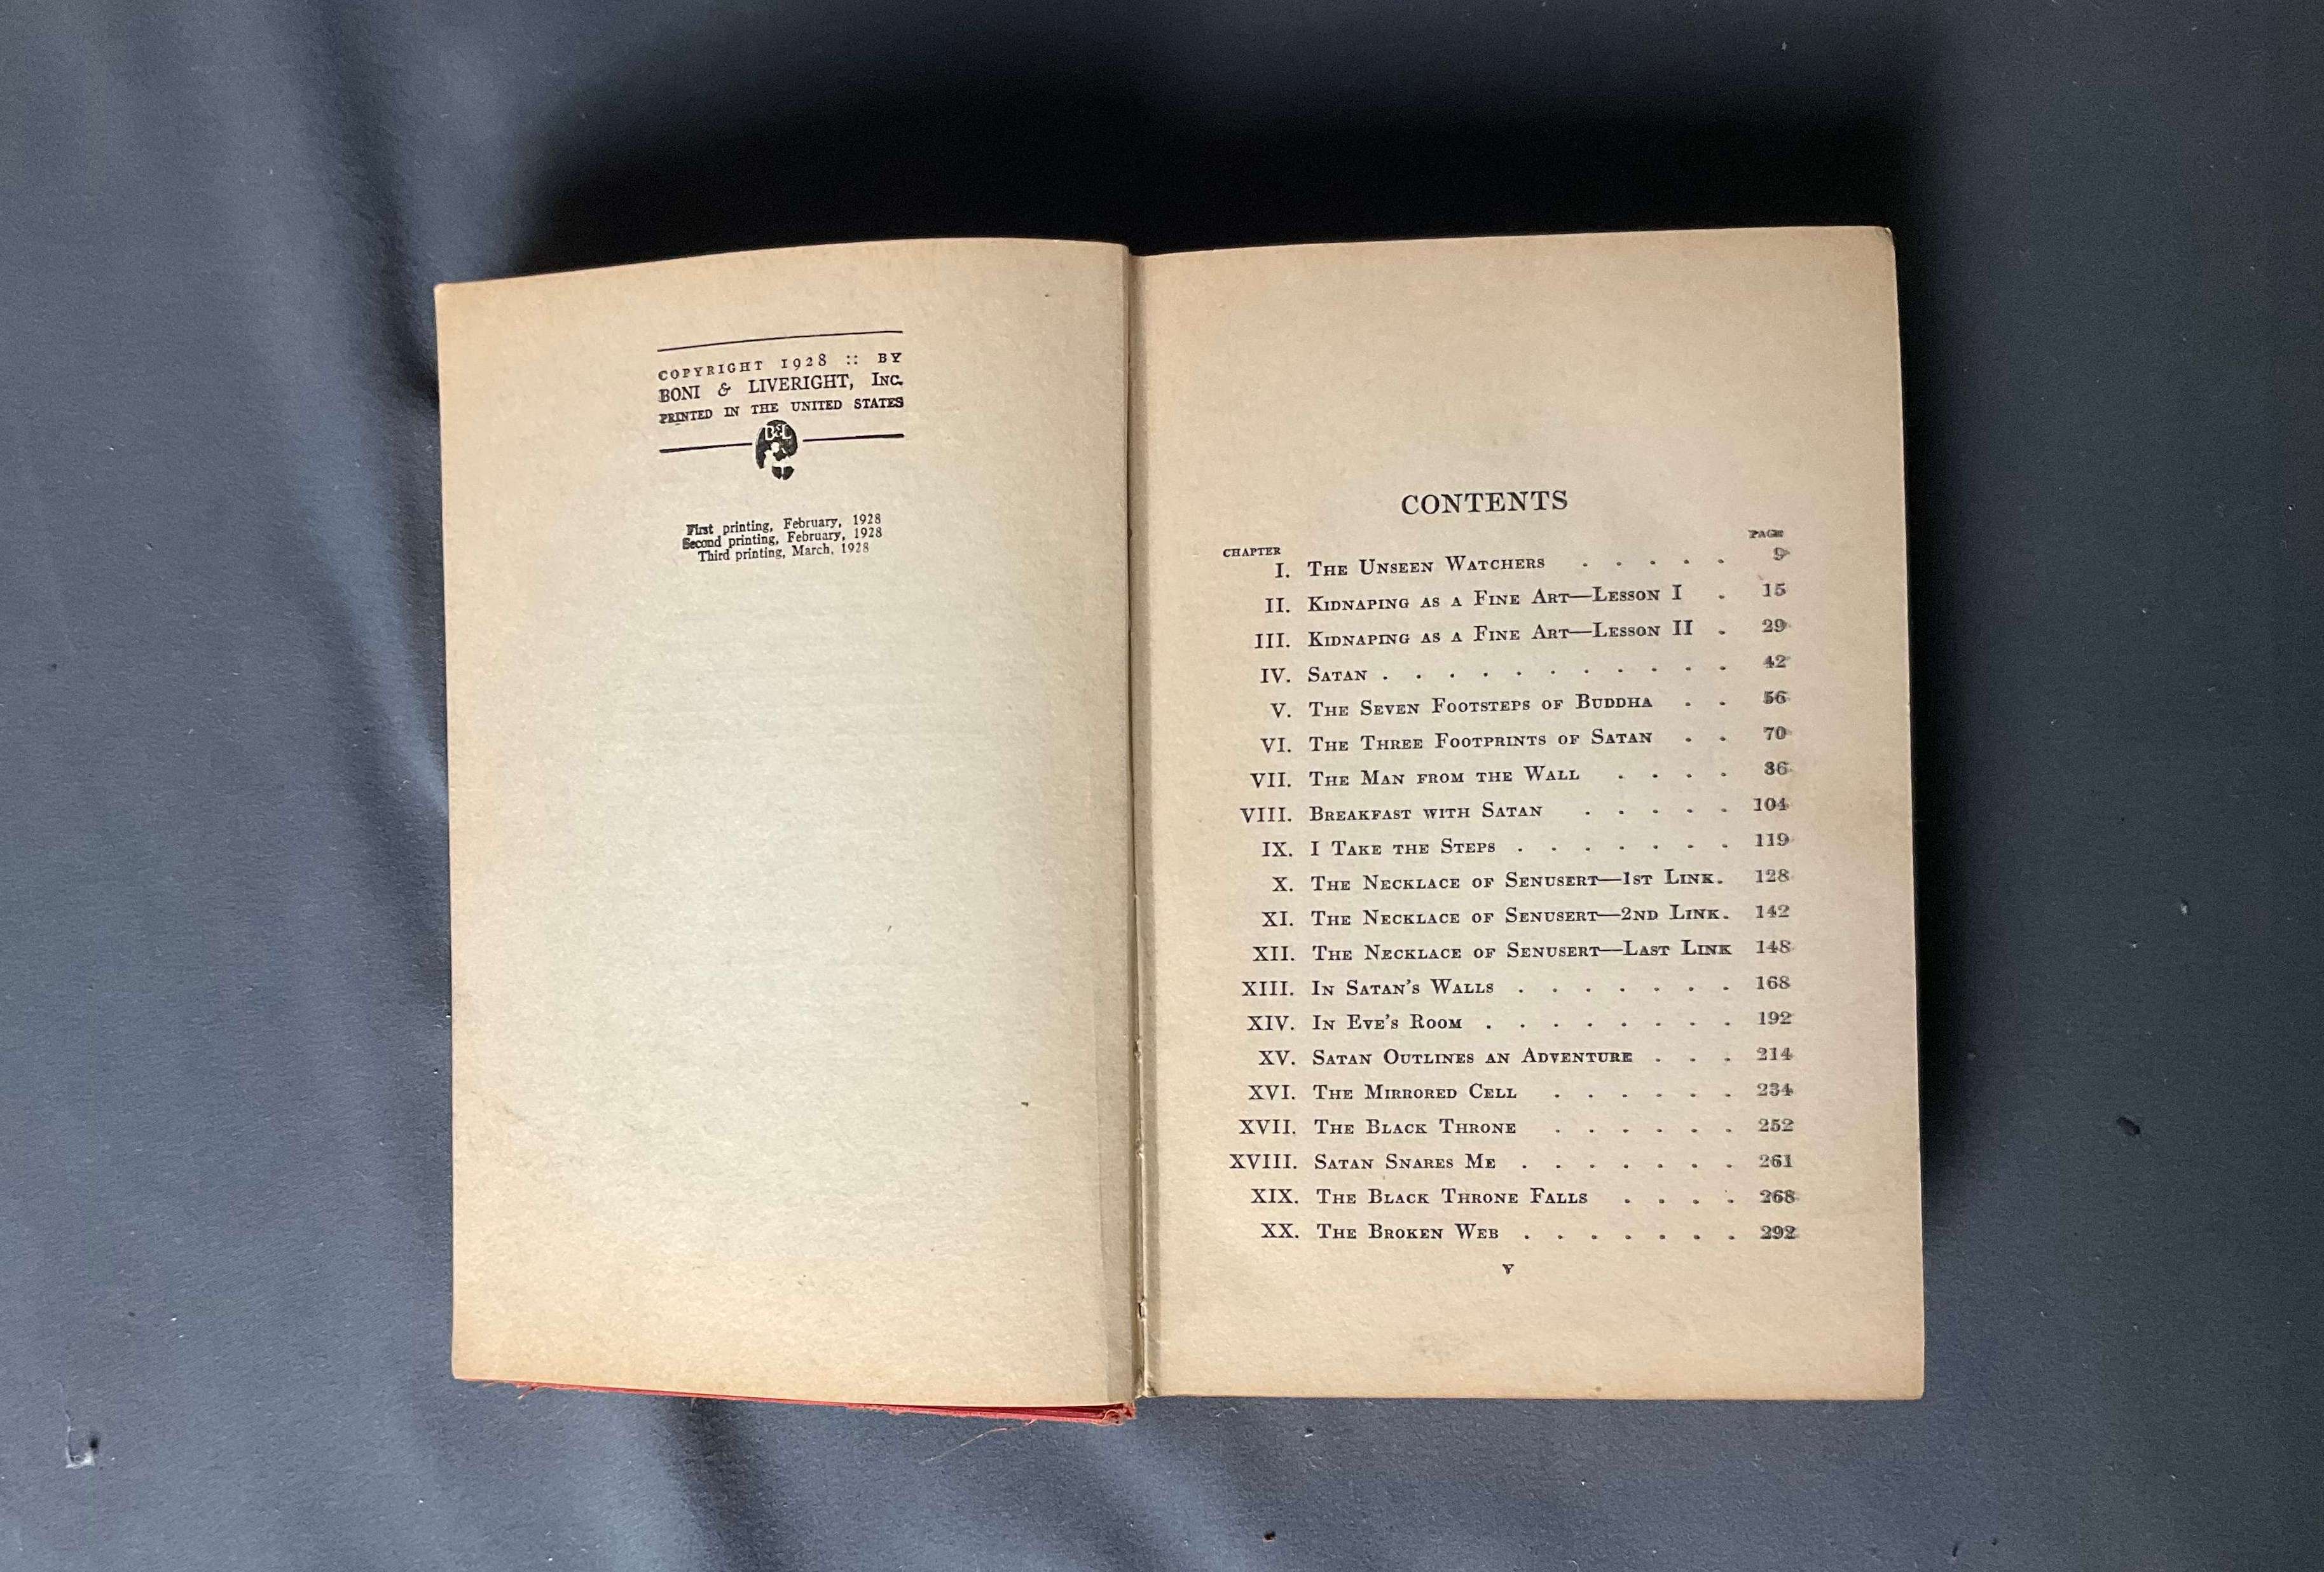 COPYRIGHT 1928 :: BY
BONI & LIVERIGHT, INC.
PRINTED IN THE UNITED STATES
B&L
First printing, February, 1928
Second printing, February, 1928
Third printing, March, 1928
CONTENTS
CHAPTER PAGE
I. THE UNSEEN WATCHERS . . . . . 9
II. KIDNAPING AS A FINE ART—LESSON I . 15
III. KIDNAPING AS A FINE ART—LESSON II . 29
IV. SATAN . . . . . . . . . . . 42
V. THE SEVEN FOOTSTEPS OF BUDDHA . . 56
VI. THE THREE FOOTPRINTS OF SATAN . . 70
VII. THE MAN FROM THE WALL . . . . 86
VIII. BREAKFAST WITH SATAN . . . . . 104
IX. I TAKE THE STEPS . . . . . . . 119
X. THE NECKLACE OF SENUSERT—1ST LINK . 128
XI. THE NECKLACE OF SENUSERT—2ND LINK . 142
XII. THE NECKLACE OF SENUSERT—LAST LINK 148
XIII. IN SATAN'S WALLS . . . . . . . 168
XIV. IN EVE'S ROOM . . . . . . . . 192
XV. SATAN OUTLINES AN ADVENTURE . . . 214
XVI. THE MIRRORED CELL . . . . . . 234
XVII. THE BLACK THRONE . . . . . . 252
XVIII. SATAN SNARES ME . . . . . . . 261
XIX. THE BLACK THRONE FALLS . . . . 268
XX. THE BROKEN WEB . . . . . . . 292
v